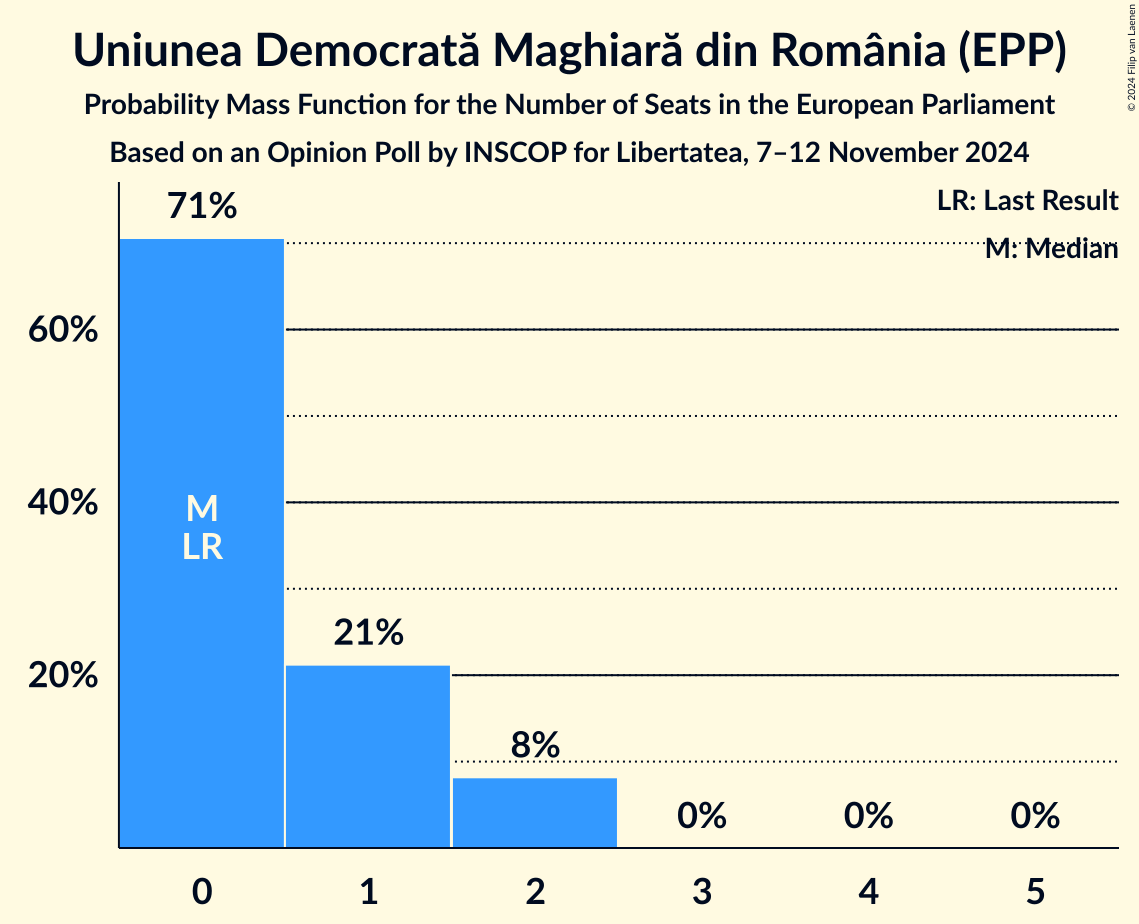 Uniunea Democrată Maghiară din România (EPP)
Probability Mass Function for the Number of Seats in the European Parliament
Based on an Opinion Poll by INSCOP for Libertatea, 7–12 November 2024
© 2024 Filip van Laenen
LR: Last Result
M: Median
71%
60%
40%
20%
M
LR
21%
8%
0%
0%
0%
0
1
2
3
4
5